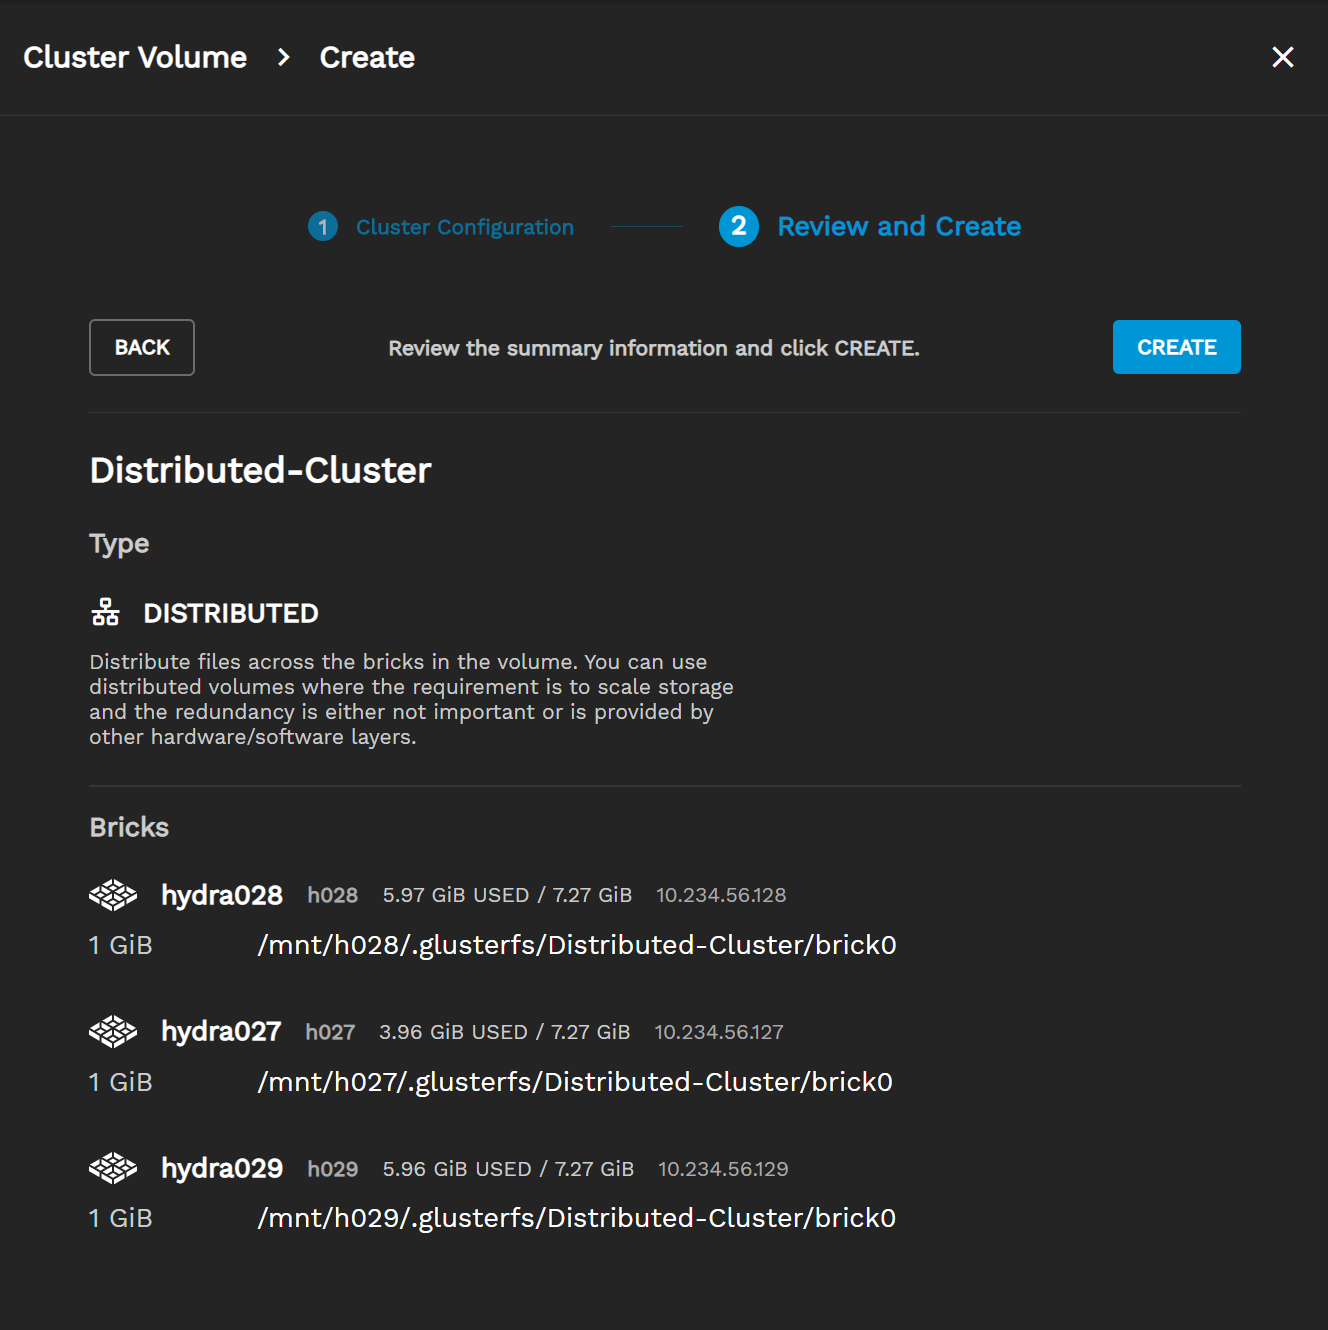 Cluster Volume > Create
1 Cluster Configuration 2 Review and Create
BACK Review the summary information and click CREATE. CREATE
Distributed-Cluster
Type
DISTRIBUTED
Distribute files across the bricks in the volume. You can use
distributed volumes where the requirement is to scale storage
and the redundancy is either not important or is provided by
other hardware/software layers.
Bricks
hydra028 h028 5.97 GiB USED / 7.27 GiB 10.234.56.128
1 GiB /mnt/h028/.glusterfs/Distributed-Cluster/brick0
hydra027 h027 3.96 GiB USED / 7.27 GiB 10.234.56.127
1 GiB /mnt/h027/.glusterfs/Distributed-Cluster/brick0
hydra029 h029 5.96 GiB USED / 7.27 GiB 10.234.56.129
1 GiB /mnt/h029/.glusterfs/Distributed-Cluster/brick0